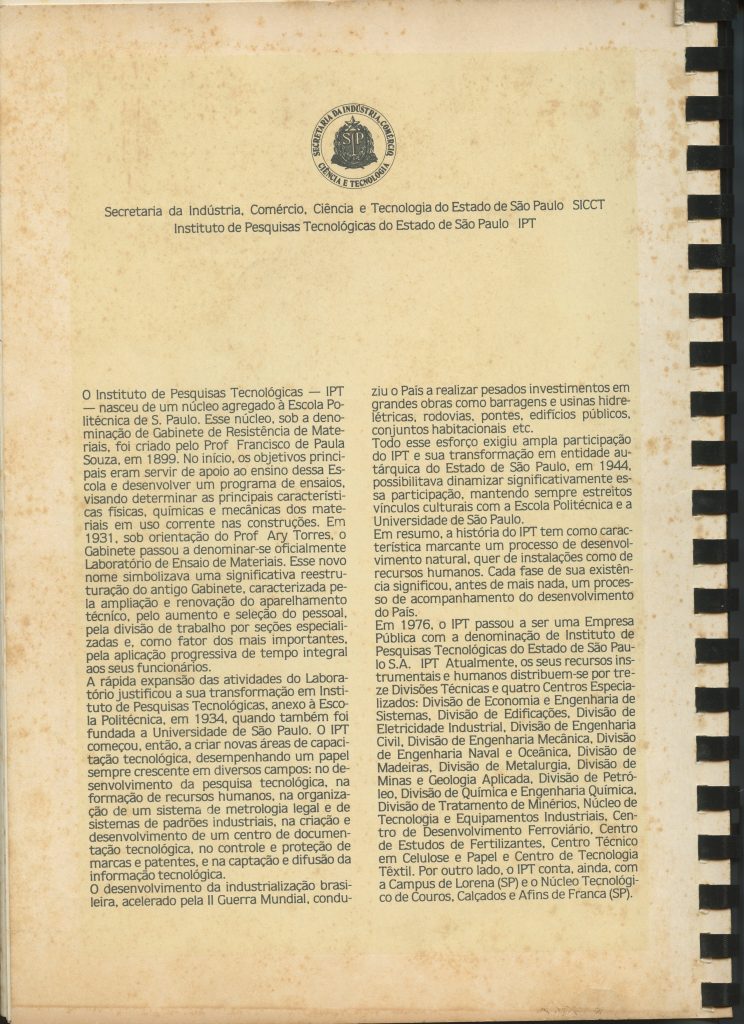 SECRETARIA DA INDÚSTRIA, COMÉRCIO,
CIÊNCIA E TECNOLOGIA
SP
Secretaria da Indústria, Comércio, Ciência e Tecnologia do Estado de São Paulo SICCT
Instituto de Pesquisas Tecnológicas do Estado de São Paulo IPT
O Instituto de Pesquisas Tecnológicas — IPT
— nasceu de um núcleo agregado à Escola Po-
litécnica de S. Paulo. Esse núcleo, sob a deno-
minação de Gabinete de Resistência de Mate-
riais, foi criado pelo Prof Francisco de Paula
Souza, em 1899. No início, os objetivos princi-
pais eram servir de apoio ao ensino dessa Es-
cola e desenvolver um programa de ensaios,
visando determinar as principais característi-
cas físicas, químicas e mecânicas dos mate-
riais em uso corrente nas construções. Em
1931, sob orientação do Prof Ary Torres, o
Gabinete passou a denominar-se oficialmente
Laboratório de Ensaio de Materiais. Esse novo
nome simbolizava uma significativa reestru-
turação do antigo Gabinete, caracterizada pe-
la ampliação e renovação do aparelhamento
técnico, pelo aumento e seleção do pessoal,
pela divisão de trabalho por seções especiali-
zadas e, como fator dos mais importantes,
pela aplicação progressiva de tempo integral
aos seus funcionários.
A rápida expansão das atividades do Labora-
tório justificou a sua transformação em Insti-
tuto de Pesquisas Tecnológicas, anexo à Esco-
la Politécnica, em 1934, quando também foi
fundada a Universidade de São Paulo. O IPT
começou, então, a criar novas áreas de capaci-
tação tecnológica, desempenhando um papel
sempre crescente em diversos campos: no de-
senvolvimento da pesquisa tecnológica, na
formação de recursos humanos, na organiza-
ção de um sistema de metrologia legal e de
sistemas de padrões industriais, na criação e
desenvolvimento de um centro de documen-
tação tecnológica, no controle e proteção de
marcas e patentes, e na captação e difusão da
informação tecnológica.
O desenvolvimento da industrialização brasi-
leira, acelerado pela II Guerra Mundial, condu-
ziu o País a realizar pesados investimentos em
grandes obras como barragens e usinas hidre-
létricas, rodovias, pontes, edifícios públicos,
conjuntos habitacionais etc.
Todo esse esforço exigiu ampla participação
do IPT e sua transformação em entidade au-
tárquica do Estado de São Paulo, em 1944,
possibilitava dinamizar significativamente es-
sa participação, mantendo sempre estreitos
vínculos culturais com a Escola Politécnica e a
Universidade de São Paulo.
Em resumo, a história do IPT tem como carac-
terística marcante um processo de desenvol-
vimento natural, quer de instalações como de
recursos humanos. Cada fase de sua existên-
cia significou, antes de mais nada, um proces-
so de acompanhamento do desenvolvimento
do País.
Em 1976, o IPT passou a ser uma Empresa
Pública com a denominação de Instituto de
Pesquisas Tecnológicas do Estado de São Pau-
lo S.A. IPT Atualmente, os seus recursos ins-
trumentais e humanos distribuem-se por tre-
ze Divisões Técnicas e quatro Centros Especia-
lizados: Divisão de Economia e Engenharia de
Sistemas, Divisão de Edificações, Divisão de
Eletricidade Industrial, Divisão de Engenharia
Civil, Divisão de Engenharia Mecânica, Divisão
de Engenharia Naval e Oceânica, Divisão de
Madeiras, Divisão de Metalurgia, Divisão de
Minas e Geologia Aplicada, Divisão de Petró-
leo, Divisão de Química e Engenharia Química,
Divisão de Tratamento de Minérios, Núcleo de
Tecnologia e Equipamentos Industriais, Cen-
tro de Desenvolvimento Ferroviário, Centro
de Estudos de Fertilizantes, Centro Técnico
em Celulose e Papel e Centro de Tecnologia
Têxtil. Por outro lado, o IPT conta, ainda, com
a Campus de Lorena (SP) e o Núcleo Tecnológi-
co de Couros, Calçados e Afins de Franca (SP).